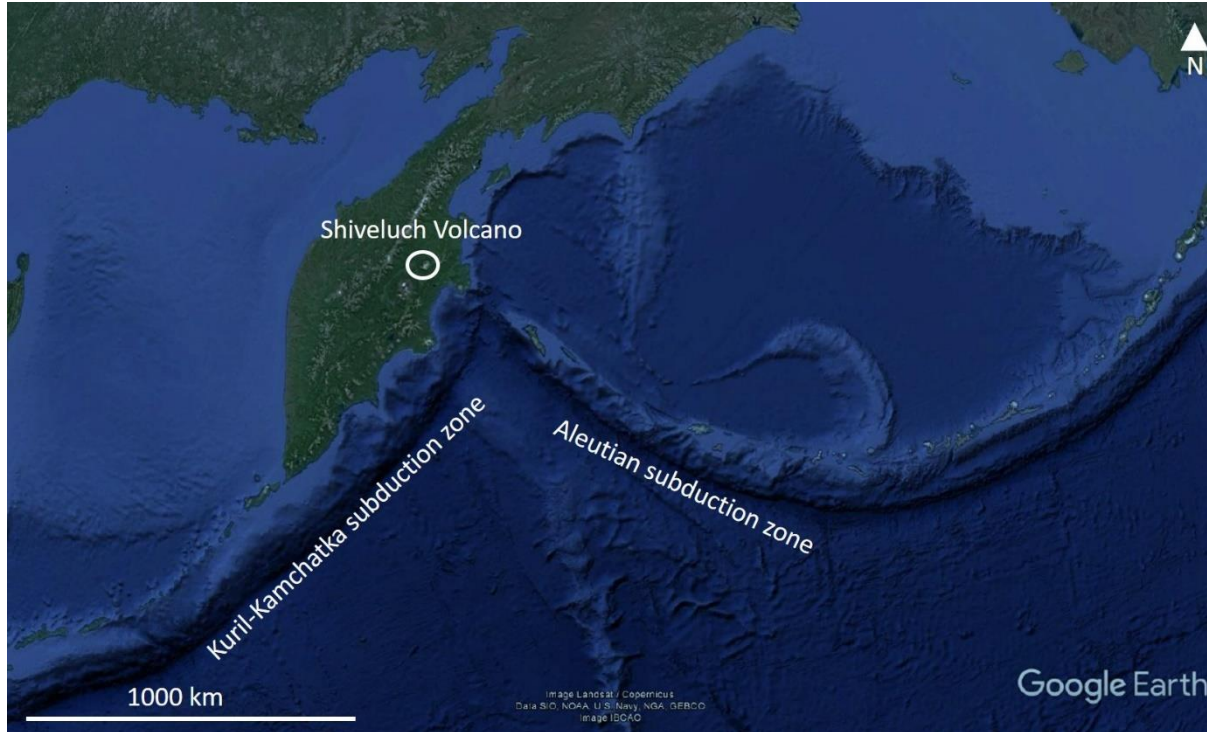 N
Shiveluch Volcano
Kuril-Kamchatka subduction zone
Aleutian subduction zone
1000 km
Image Landsat / Copernicus
Data SIO, NOAA, U.S. Navy, NGA, GEBCO
Image IBCAO
Google Earth